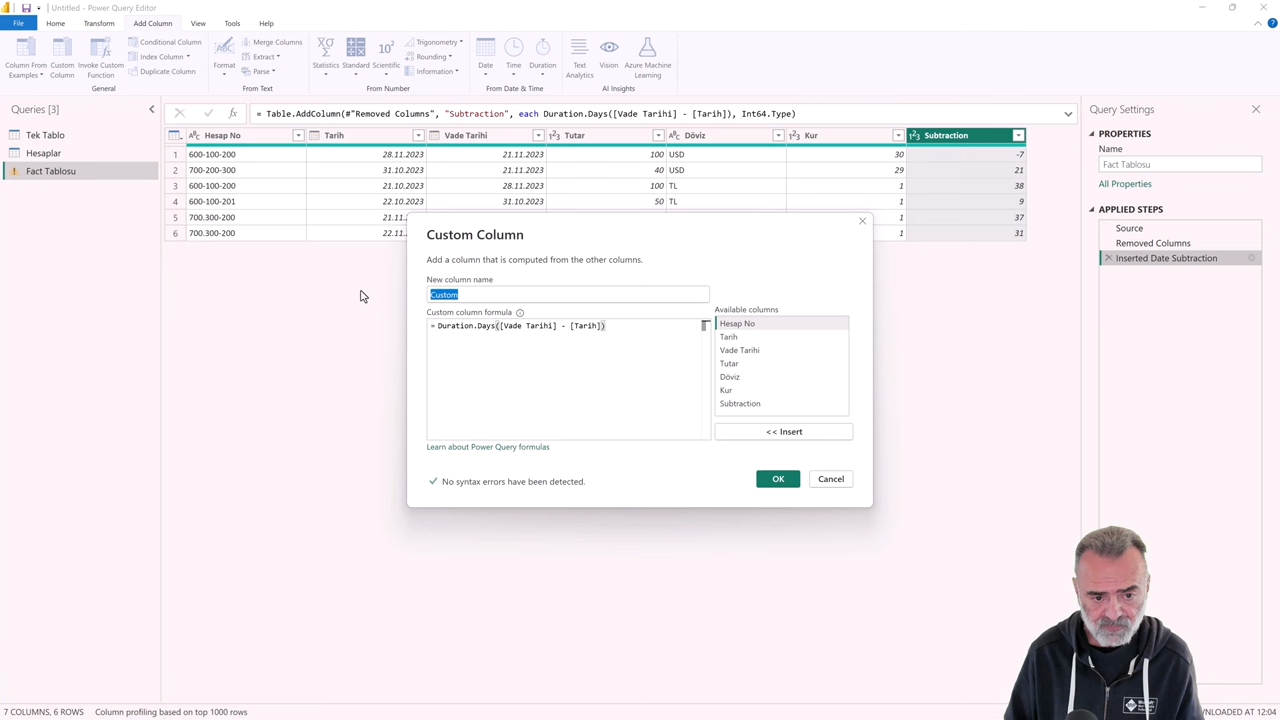 Untitled - Power Query Editor
File Home Transform Add Column View Tools Help
Column From Examples
Custom Column
Invoke Custom Function
Conditional Column
Index Column
Duplicate Column
General
Format
Merge Columns
Extract
Parse
From Text
Statistics
Standard
Scientific
Trigonometry
Rounding
Information
From Number
Date
Time
Duration
From Date & Time
Text Analytics
Vision
Azure Machine Learning
AI Insights
Queries [3]
Tek Tablo
Hesaplar
Fact Tablosu
= Table.AddColumn(#"Removed Columns", "Subtraction", each Duration.Days([Vade Tarihi] - [Tarih]), Int64.Type)
Hesap No Tarih Vade Tarihi Tutar Döviz Kur Subtraction
1 600-100-200 28.11.2023 21.11.2023 100 USD 30 -7
2 700-200-300 31.10.2023 21.11.2023 40 USD 29 21
3 600-100-200 21.10.2023 28.11.2023 100 TL 1 38
4 600-100-201 22.10.2023 31.10.2023 50 TL 1 9
5 700.300-200 21.11. 1 37
6 700.300-200 22.11. 1 31
Custom Column
Add a column that is computed from the other columns.
New column name
Custom
Custom column formula
= Duration.Days([Vade Tarihi] - [Tarih])
Available columns
Hesap No
Tarih
Vade Tarihi
Tutar
Döviz
Kur
Subtraction
<< Insert
Learn about Power Query formulas
No syntax errors have been detected.
OK
Cancel
Query Settings
PROPERTIES
Name
Fact Tablosu
All Properties
APPLIED STEPS
Source
Removed Columns
Inserted Date Subtraction
7 COLUMNS, 6 ROWS
Column profiling based on top 1000 rows
NLOADED AT 12:04